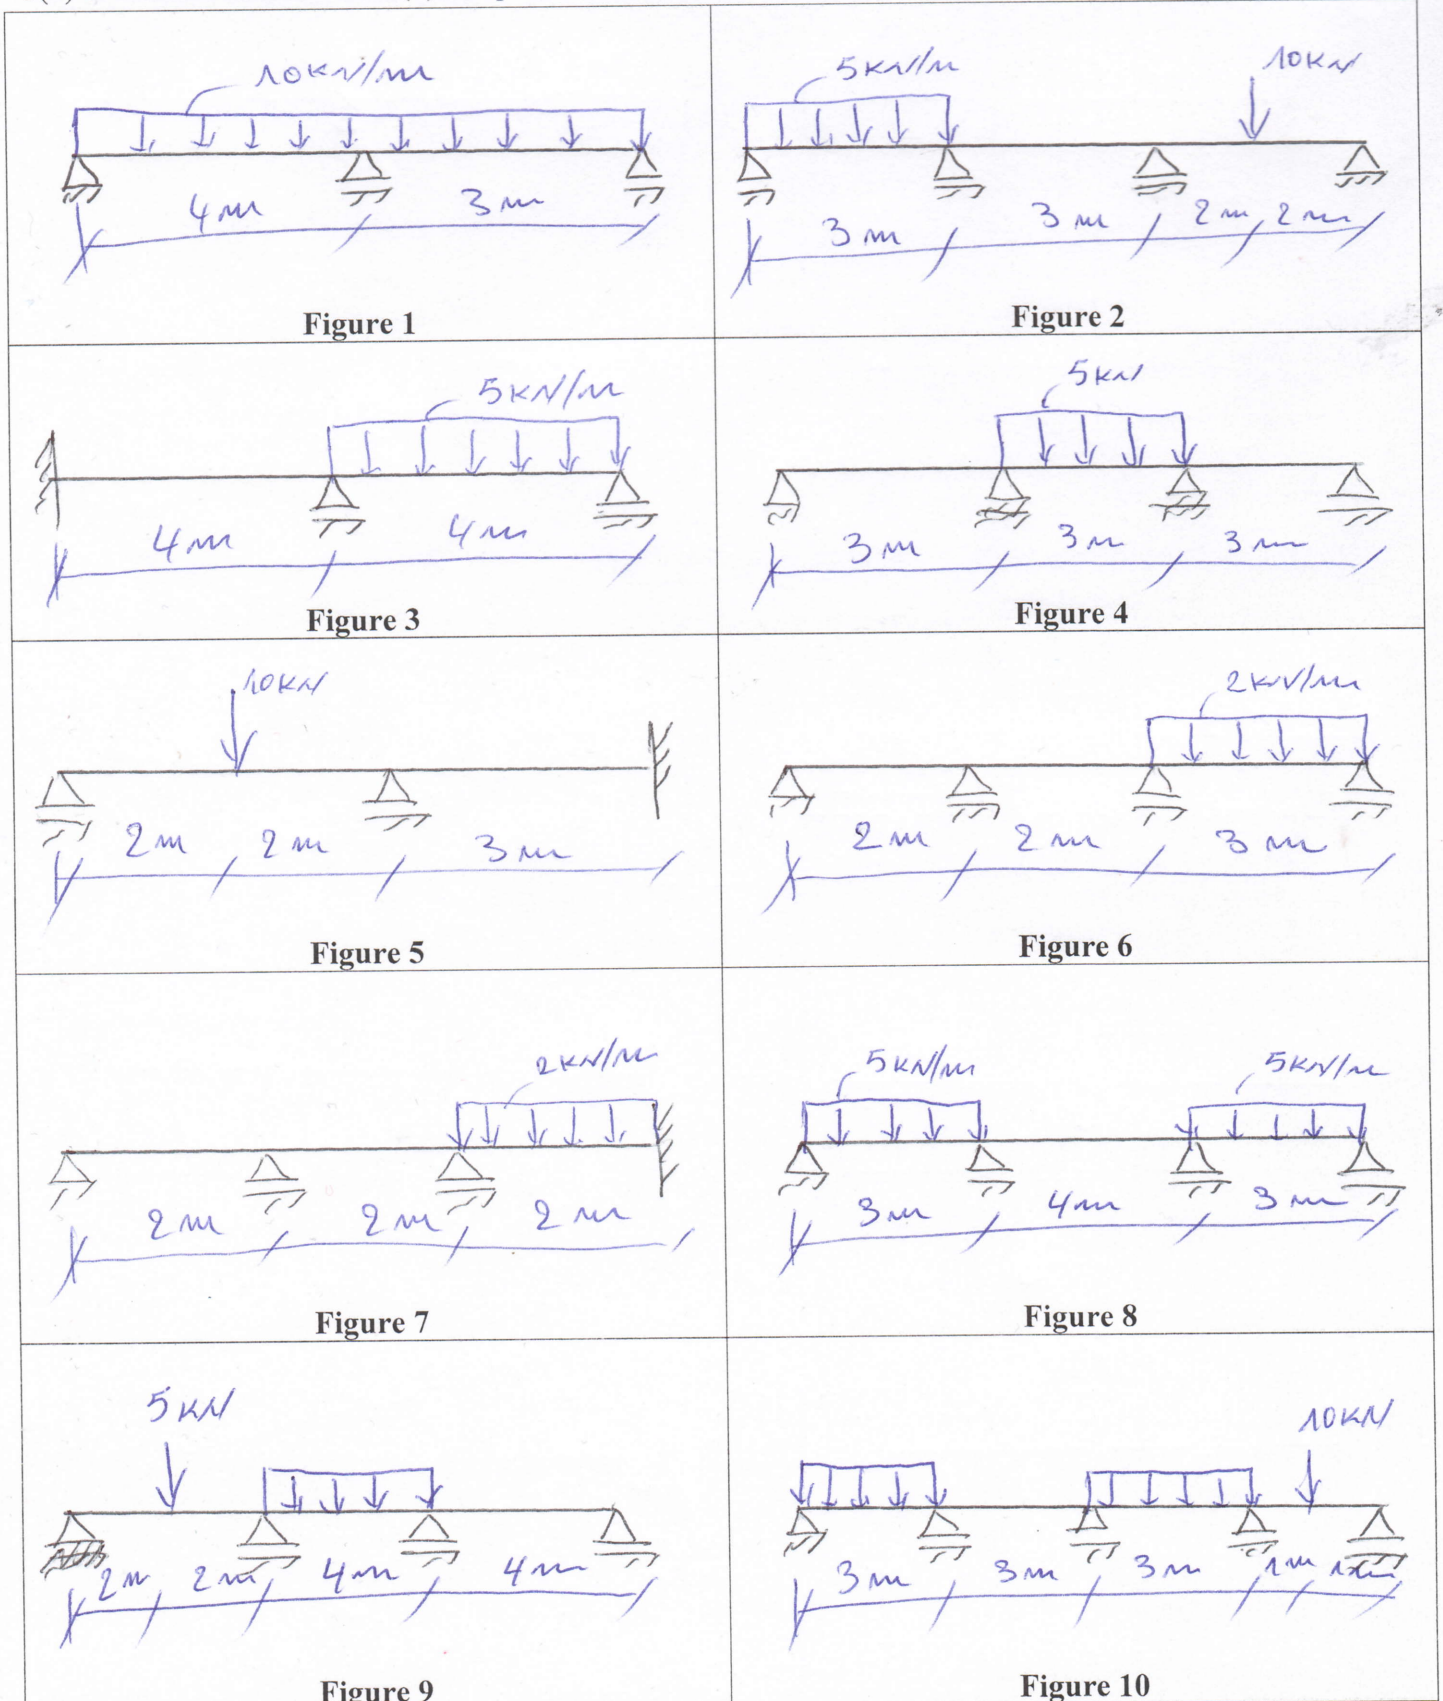 10KN/m
4m 3m
Figure 1
5KN/m 10KN
3m 3m 2m 2m
Figure 2
5KN/m
4m 4m
Figure 3
5KN
3m 3m 3m
Figure 4
10KN
2m 2m 3m
Figure 5
2KN/m
2m 2m 3m
Figure 6
2KN/m
2m 2m 2m
Figure 7
5KN/m 5KN/m
3m 4m 3m
Figure 8
5KN
2m 2m 4m 4m
Figure 9
10KN
3m 3m 3m 1m
Figure 10